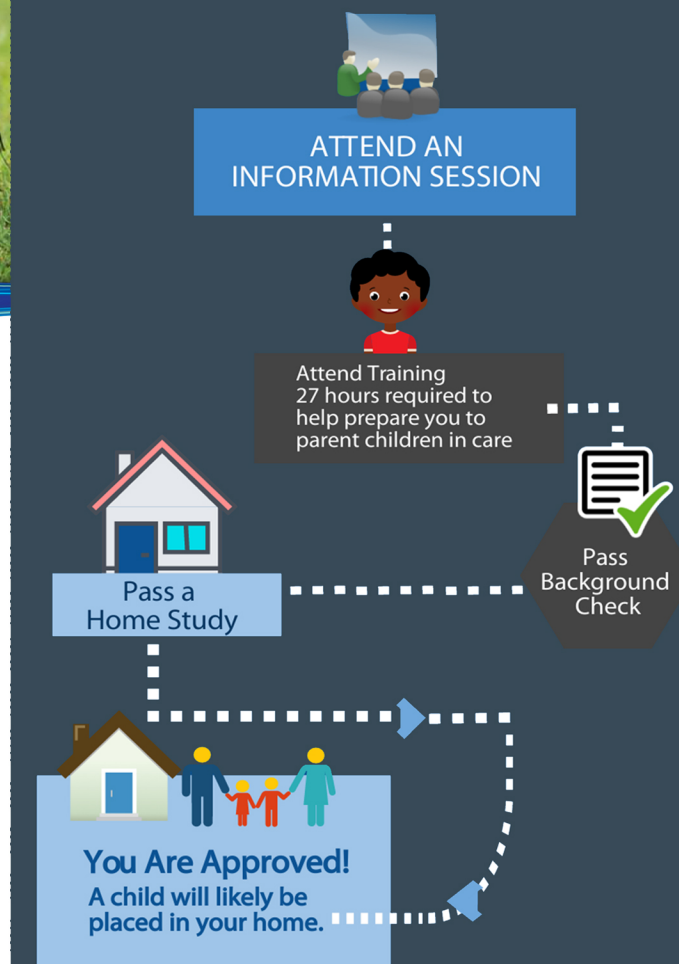 ATTEND AN
INFORMATION SESSION
Attend Training
27 hours required to
help prepare you to
parent children in care
Pass
Background
Check
Pass a
Home Study
You Are Approved!
A child will likely be
placed in your home.